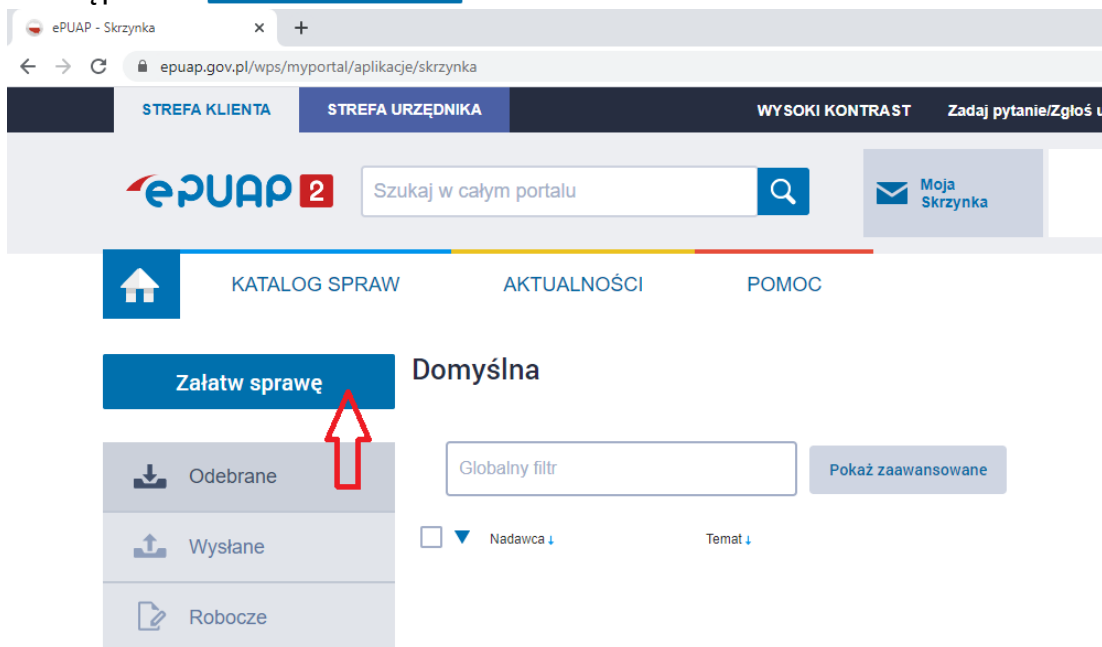 ePUAP - Skrzynka
epuap.gov.pl/wps/myportal/aplikacje/skrzynka
STREFA KLIENTA STREFA URZĘDNIKA WYSOKI KONTRAST Zadaj pytanie/Zgłoś u
ePUAP 2 Szukaj w całym portalu Moja
Skrzynka
KATALOG SPRAW AKTUALNOŚCI POMOC
Załatw sprawę Domyślna
Odebrane Globalny filtr Pokaż zaawansowane
Wysłane Nadawca Temat
Robocze